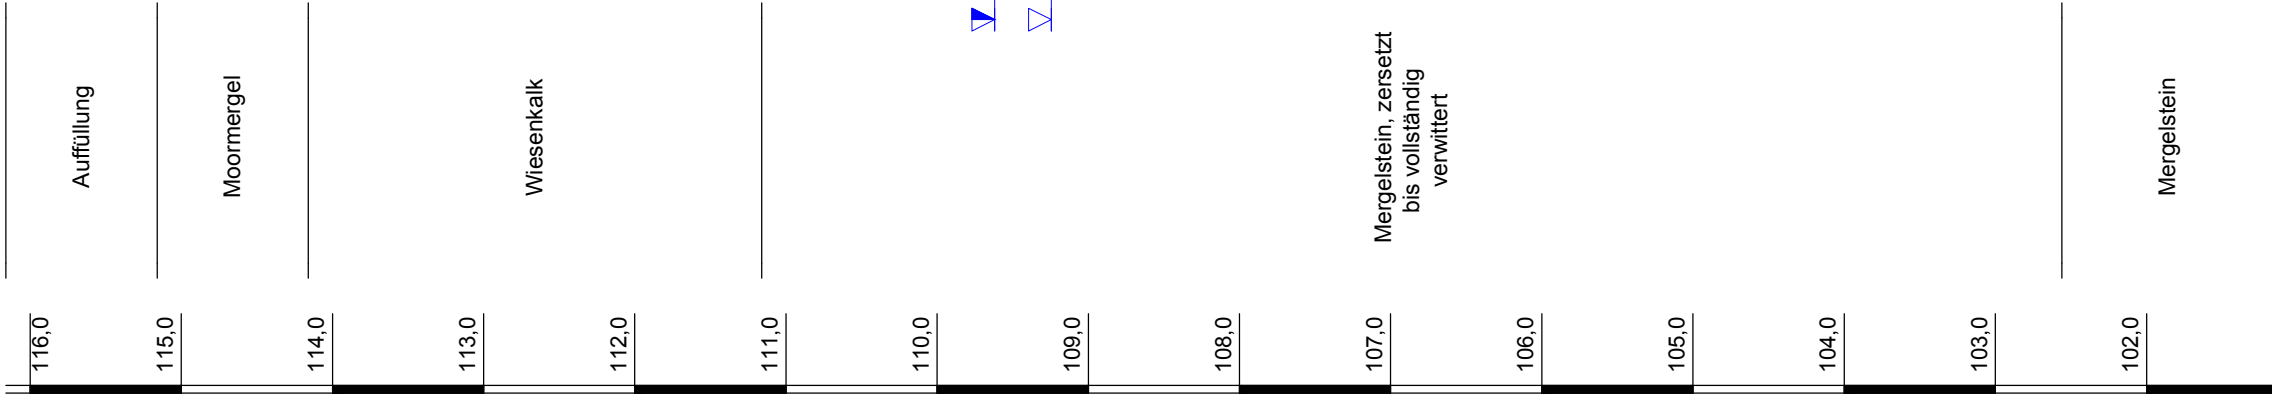 Auffüllung
Moormergel
Wiesenkalk
Mergelstein, zersetzt
bis vollständig
verwittert
Mergelstein
116,0
115,0
114,0
113,0
112,0
111,0
110,0
109,0
108,0
107,0
106,0
105,0
104,0
103,0
102,0